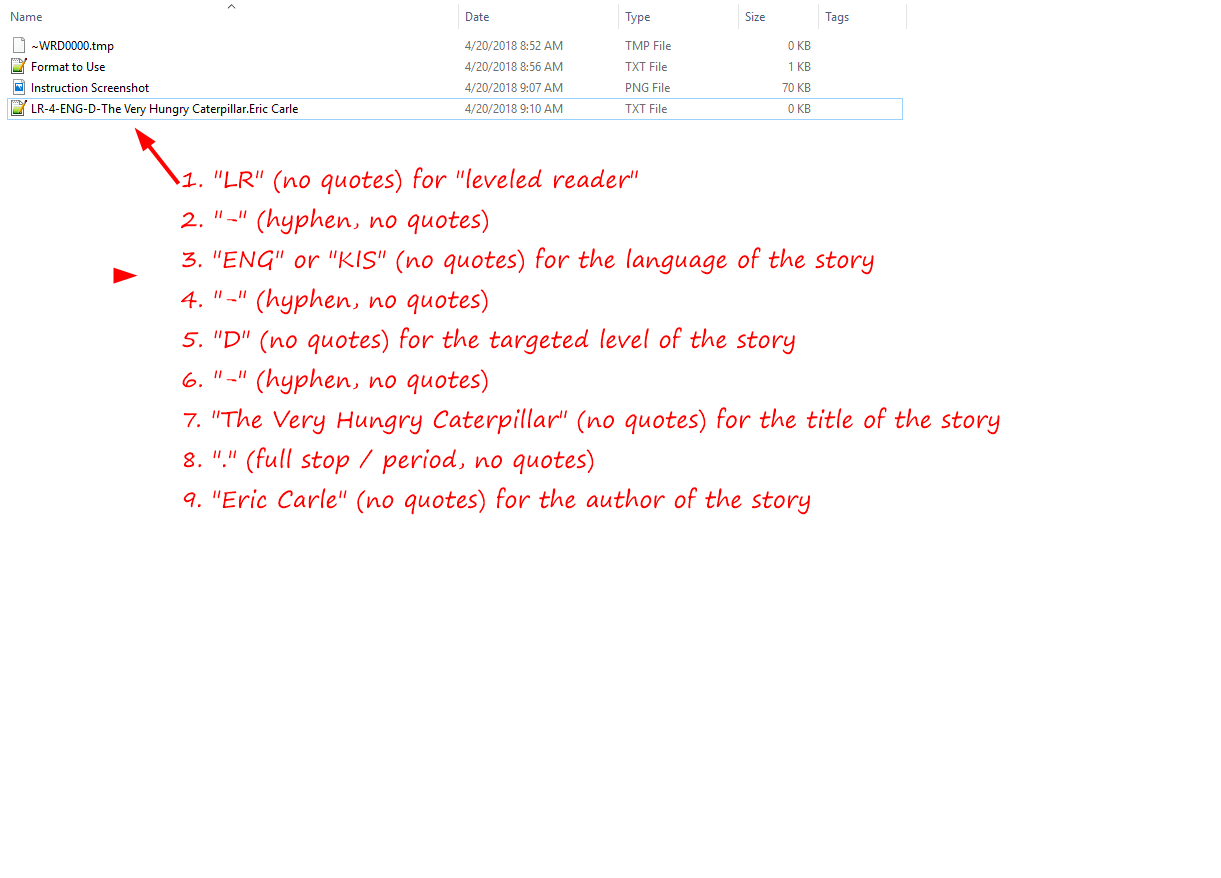 Name Date Type Size Tags
~WRD0000.tmp 4/20/2018 8:52 AM TMP File 0 KB
Format to Use 4/20/2018 8:56 AM TXT File 1 KB
Instruction Screenshot 4/20/2018 9:07 AM PNG File 70 KB
LR-4-ENG-D-The Very Hungry Caterpillar.Eric Carle 4/20/2018 9:10 AM TXT File 0 KB
1. "LR" (no quotes) for "leveled reader"
2. "-" (hyphen, no quotes)
3. "ENG" or "KIS" (no quotes) for the language of the story
4. "-" (hyphen, no quotes)
5. "D" (no quotes) for the targeted level of the story
6. "-" (hyphen, no quotes)
7. "The Very Hungry Caterpillar" (no quotes) for the title of the story
8. "." (full stop / period, no quotes)
9. "Eric Carle" (no quotes) for the author of the story